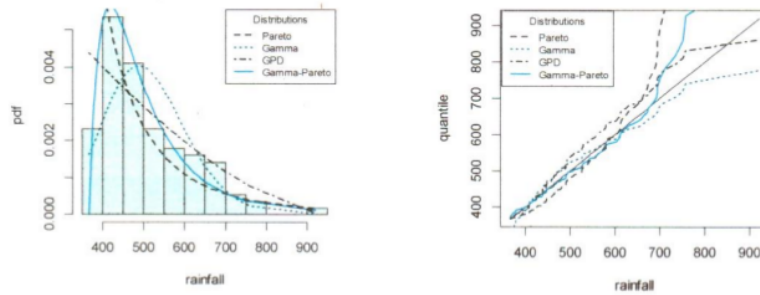 Distributions
Pareto
Gamma
GPD
Gamma-Pareto
pdf
0.004
0.002
0.000
400 500 600 700 800 900
rainfall
Distributions
Pareto
Gamma
GPD
Gamma-Pareto
quantile
900
800
700
600
500
400
400 500 600 700 800 900
rainfall